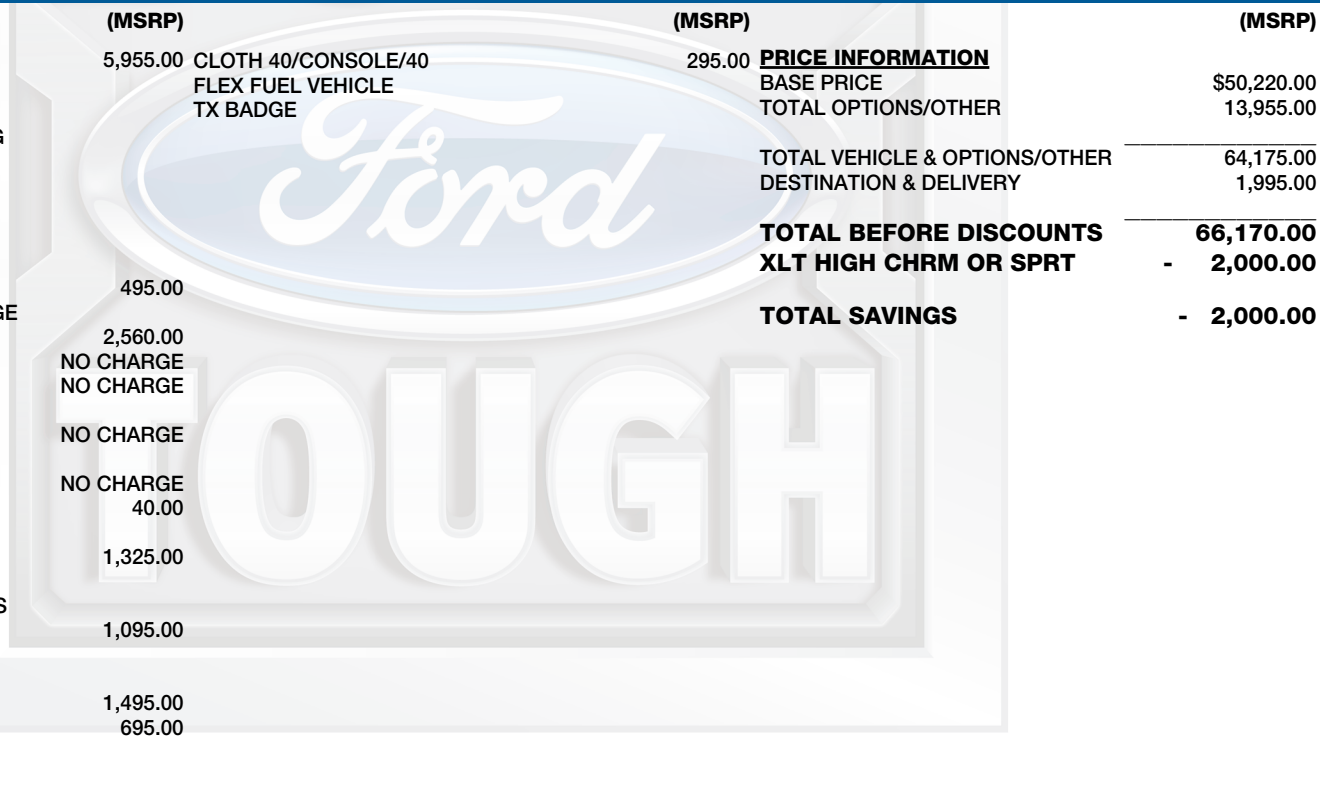 (MSRP) (MSRP) (MSRP)
5,955.00 CLOTH 40/CONSOLE/40 295.00 PRICE INFORMATION
FLEX FUEL VEHICLE BASE PRICE $50,220.00
TX BADGE TOTAL OPTIONS/OTHER 13,955.00
G
TOTAL VEHICLE & OPTIONS/OTHER 64,175.00
DESTINATION & DELIVERY 1,995.00
Ford
TOTAL BEFORE DISCOUNTS 66,170.00
XLT HIGH CHRM OR SPRT - 2,000.00
495.00
GE TOTAL SAVINGS - 2,000.00
2,560.00
NO CHARGE
NO CHARGE
NO CHARGE
TOUGH
NO CHARGE
40.00
1,325.00
S
1,095.00
1,495.00
695.00